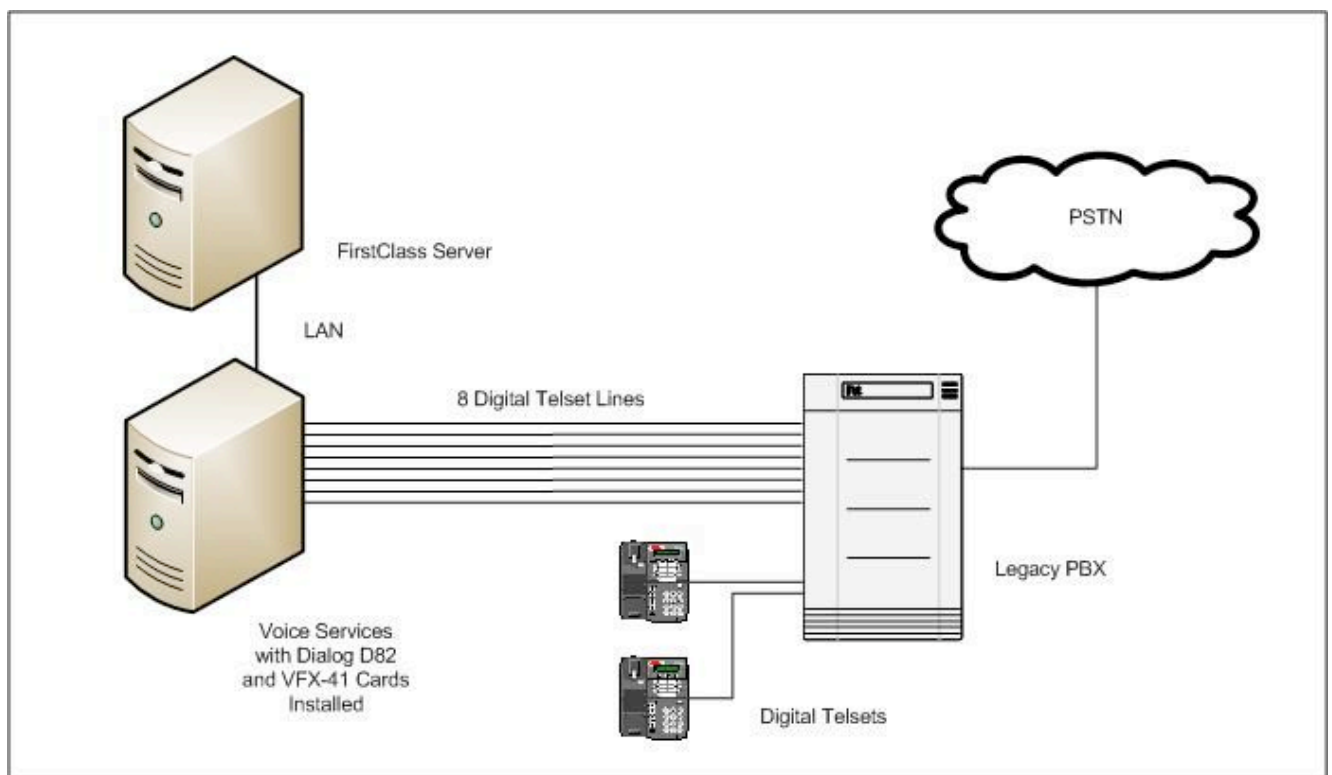 FirstClass Server
PSTN
LAN
8 Digital Telset Lines
Legacy PBX
Voice Services
with Dialog D82
and VFX-41 Cards
Installed
Digital Telsets